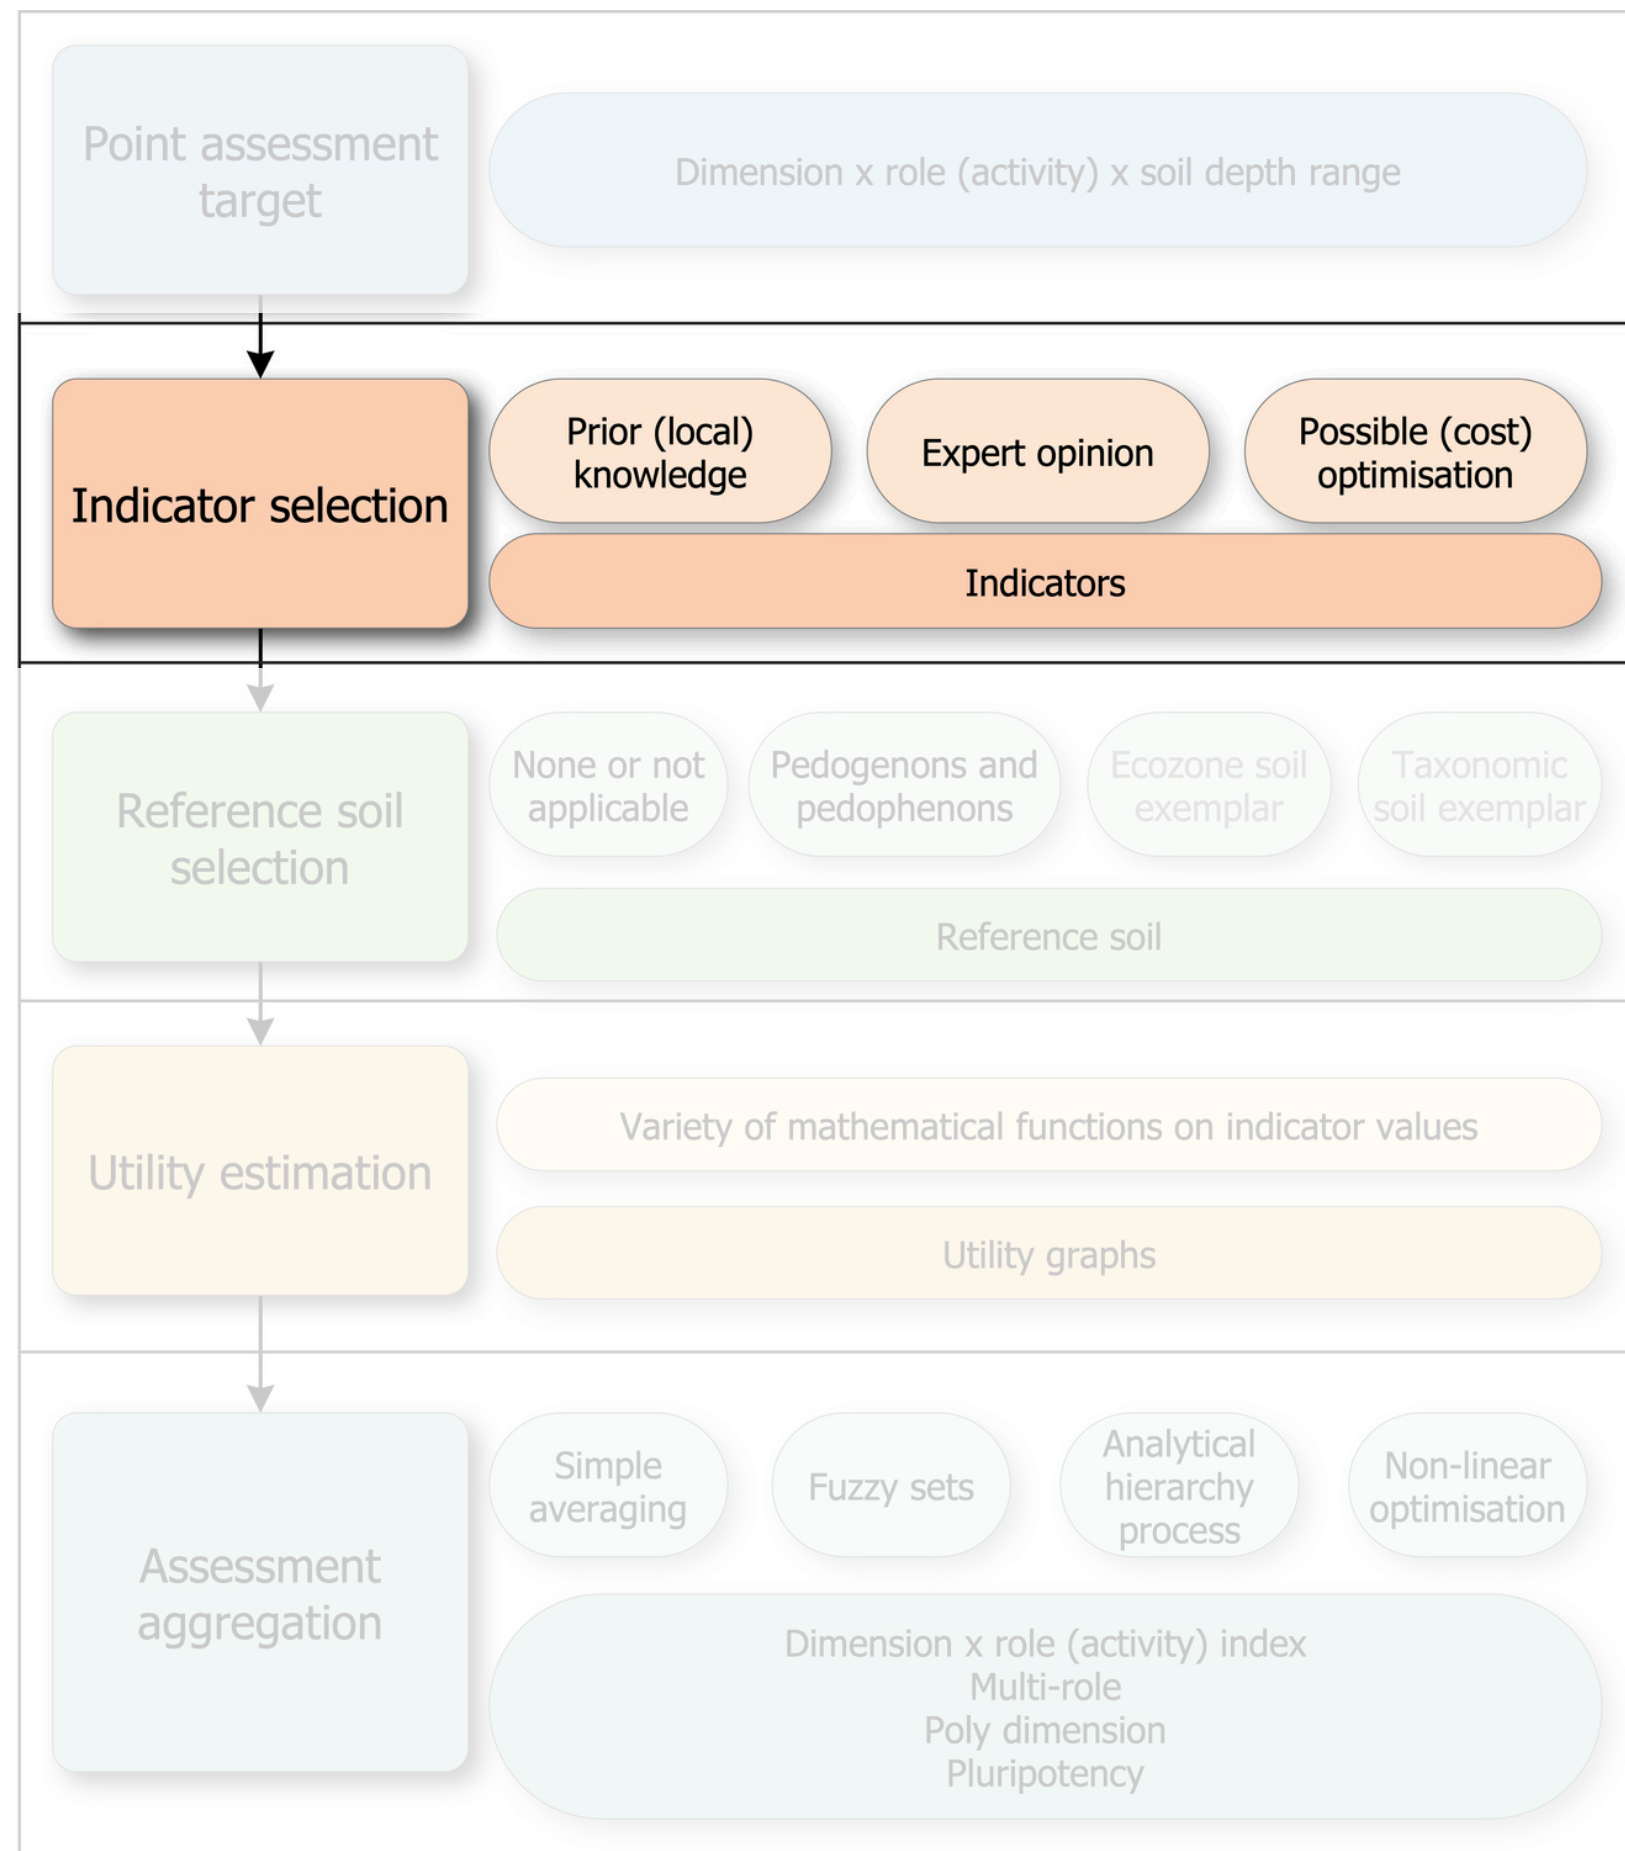 Point assessment
target
Dimension x role (activity) x soil depth range
Indicator selection
Prior (local)
knowledge
Expert opinion
Possible (cost)
optimisation
Indicators
Reference soil
selection
None or not
applicable
Pedogenons and
pedophenons
Ecozone soil
exemplar
Taxonomic
soil exemplar
Reference soil
Utility estimation
Variety of mathematical functions on indicator values
Utility graphs
Assessment
aggregation
Simple
averaging
Fuzzy sets
Analytical
hierarchy
process
Non-linear
optimisation
Dimension x role (activity) index
Multi-role
Poly dimension
Pluripotency